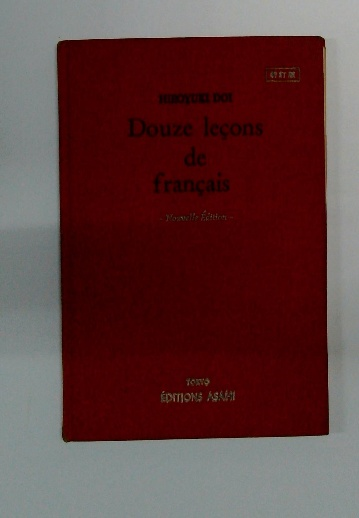 HIROYUKI DOI
Douze leçons
de
français
- Nouvelle Édition -
TOKYO
ÉDITIONS ASAHI